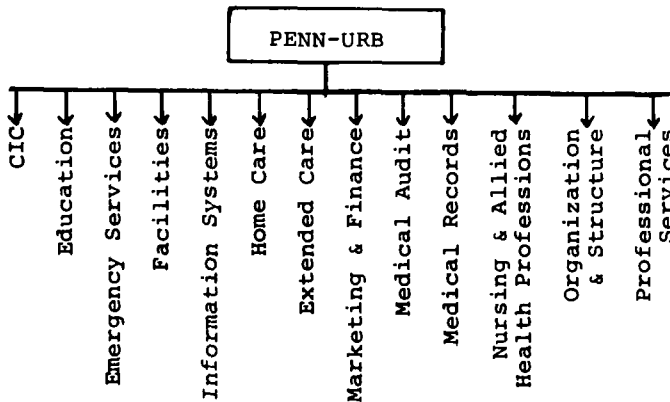 PENN-URB
CIC
Education
Emergency Services
Facilities
Information Systems
Home Care
Extended Care
Marketing & Finance
Medical Audit
Medical Records
Nursing & Allied
Health Professions
Organization
& Structure
Professional
Services